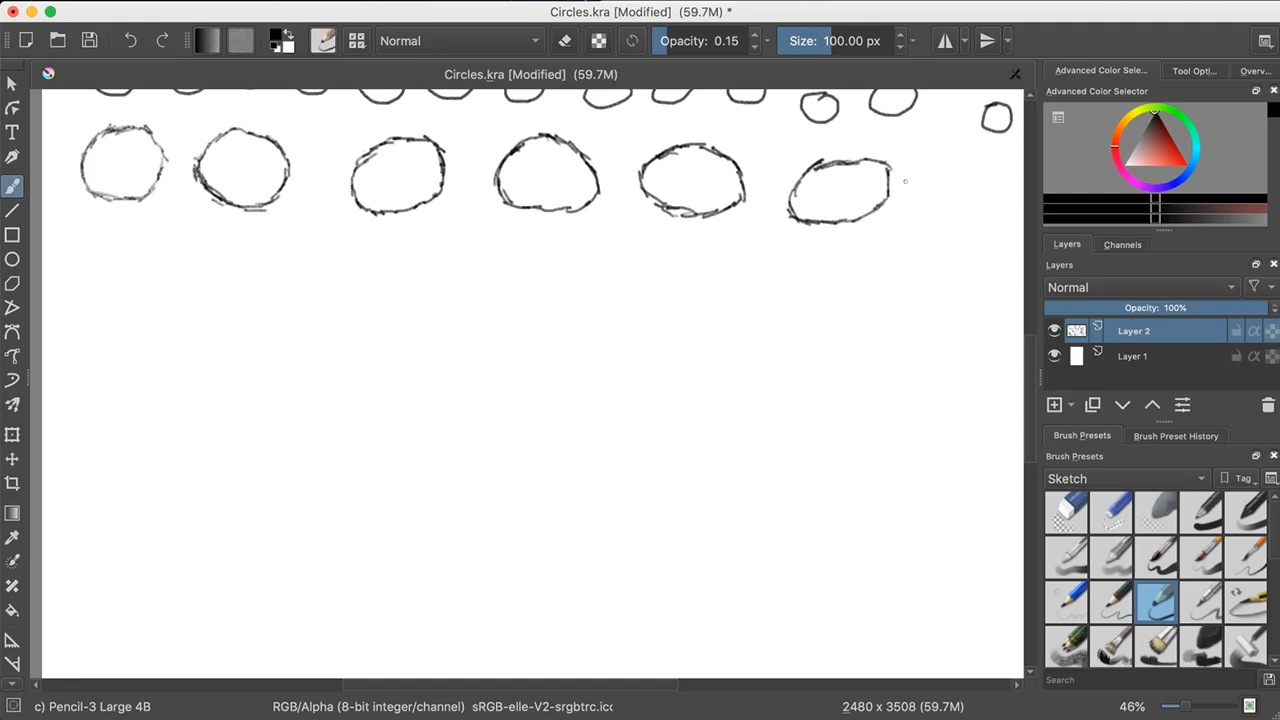 Circles.kra [Modified] (59.7M) *
Normal
Opacity: 0.15
Size: 100.00 px
Circles.kra [Modified] (59.7M)
Advanced Color Sele...
Tool Opti...
Overv...
Advanced Color Selector
Layers
Channels
Layers
Normal
Opacity: 100%
Layer 2
Layer 1
Brush Presets
Brush Preset History
Brush Presets
Sketch
Tag
Search
c) Pencil-3 Large 4B
RGB/Alpha (8-bit integer/channel) sRGB-elle-V2-srgbtrc.icc
2480 x 3508 (59.7M)
46%